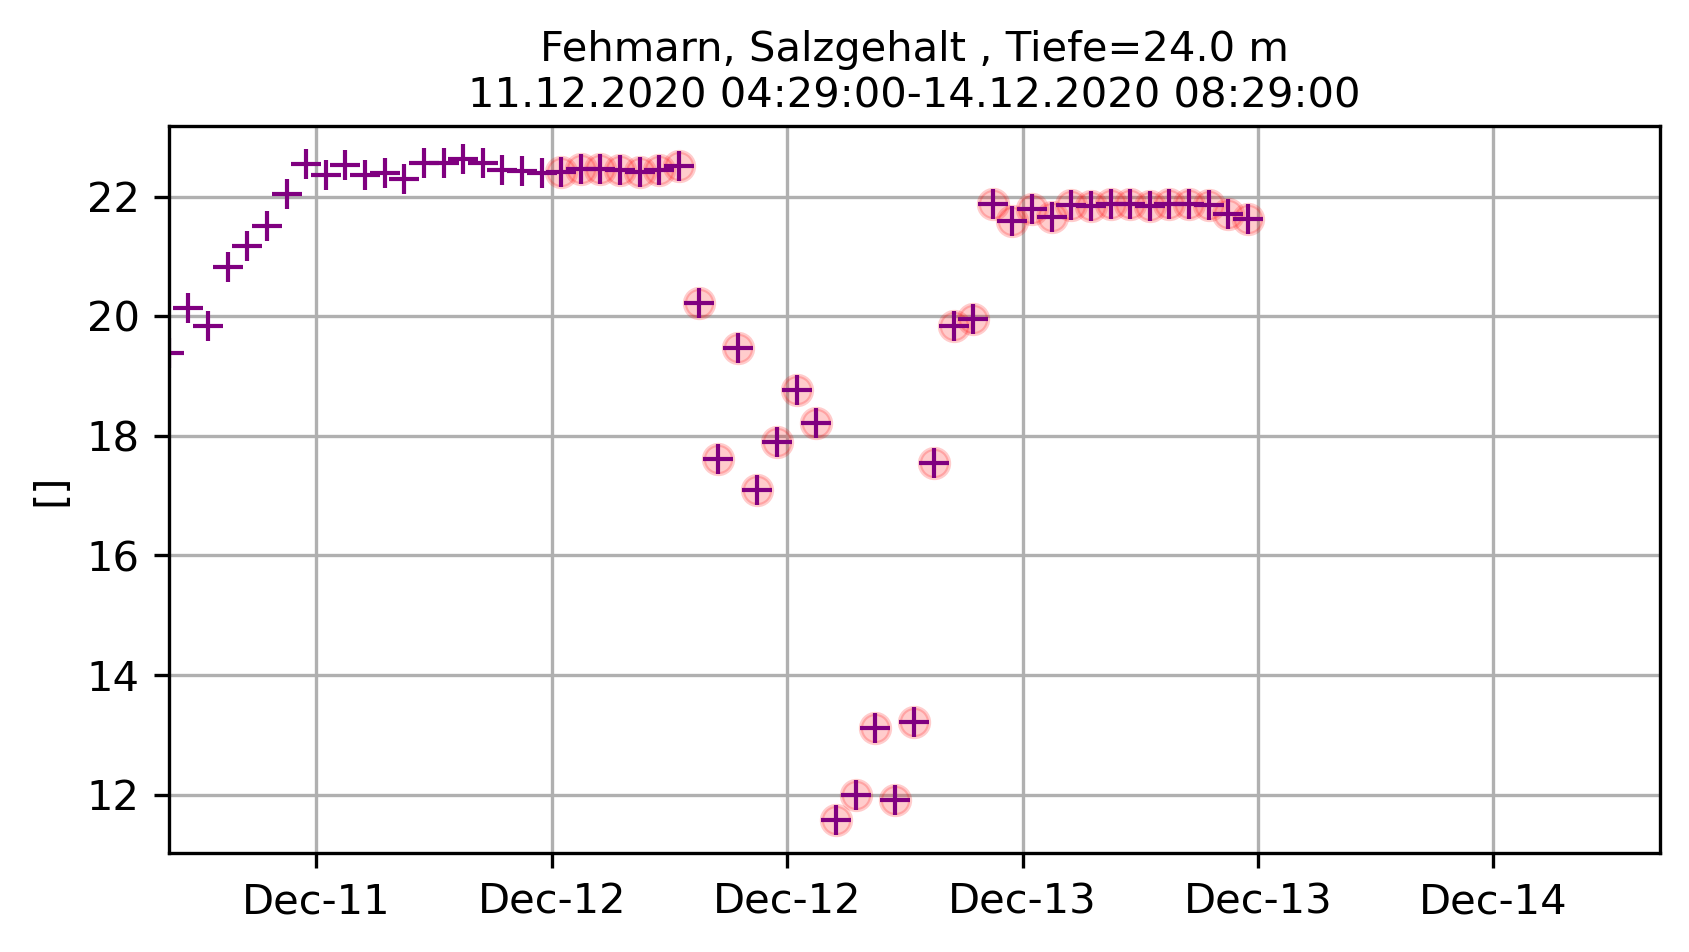 Fehmarn, Salzgehalt , Tiefe=24.0 m
11.12.2020 04:29:00-14.12.2020 08:29:00
22
20
18
16
14
12
[]
Dec-11 Dec-12 Dec-12 Dec-13 Dec-13 Dec-14